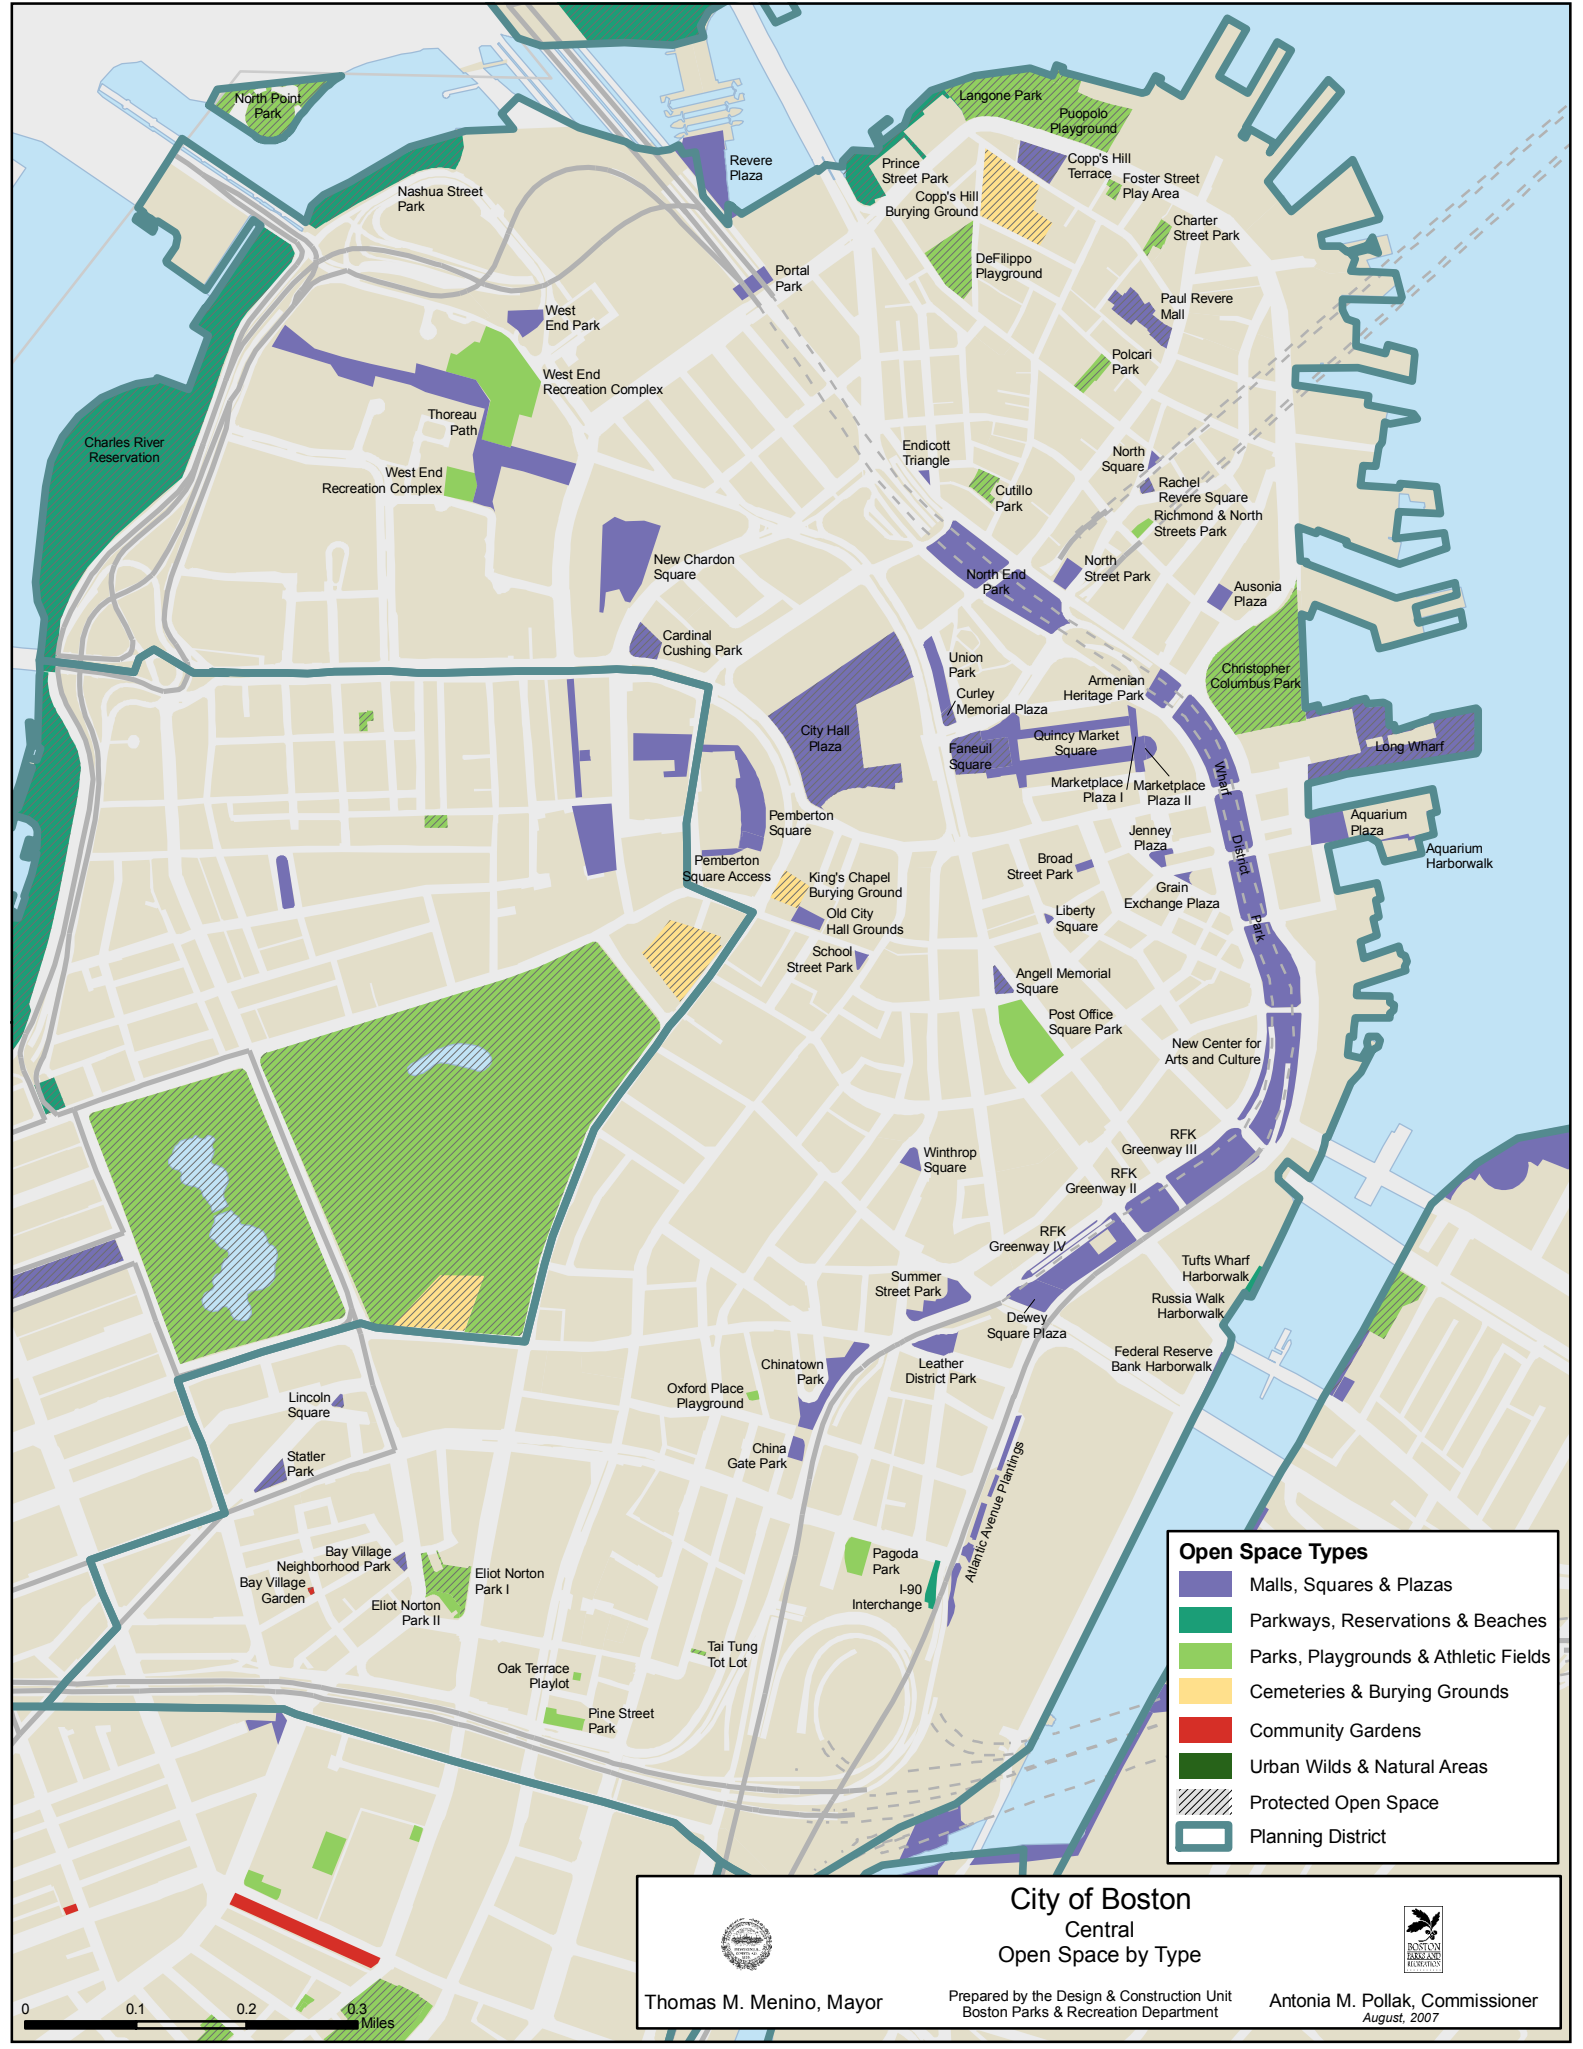 North Point
Park
Langone Park
Puopolo
Playground
Revere
Plaza
Prince
Street Park
Copp's Hill
Terrace
Nashua Street
Park
Copp's Hill
Burying Ground
Foster Street
Play Area
Charter
Street Park
DeFilippo
Playground
Portal
Park
Paul Revere
Mall
West
End Park
Polcari
Park
West End
Recreation Complex
Thoreau
Path
Charles River
Reservation
Endicott
Triangle
North
Square
West End
Recreation Complex
Cutillo
Park
Rachel
Revere Square
Richmond & North
Streets Park
New Chardon
Square
North End
Park
North
Street Park
Ausonia
Plaza
Cardinal
Cushing Park
Union
Park
Christopher
Columbus Park
Armenian
Heritage Park
Curley
Memorial Plaza
City Hall
Plaza
Faneuil
Square
Quincy Market
Square
Long Wharf
Marketplace
Plaza I
Marketplace
Plaza II
Wharf
District
Park
Pemberton
Square
Jenney
Plaza
Aquarium
Plaza
Aquarium
Harborwalk
Pemberton
Square Access
Broad
Street Park
King's Chapel
Burying Ground
Grain
Exchange Plaza
Old City
Hall Grounds
Liberty
Square
School
Street Park
Angell Memorial
Square
Post Office
Square Park
New Center for
Arts and Culture
Winthrop
Square
RFK
Greenway III
RFK
Greenway II
RFK
Greenway IV
Tufts Wharf
Harborwalk
Summer
Street Park
Russia Walk
Harborwalk
Dewey
Square Plaza
Federal Reserve
Bank Harborwalk
Chinatown
Park
Leather
District Park
Oxford Place
Playground
Lincoln
Square
China
Gate Park
Statler
Park
Atlantic Avenue Plantings
Bay Village
Neighborhood Park
Bay Village
Garden
Eliot Norton
Park I
Eliot Norton
Park II
Pagoda
Park
I-90
Interchange
Tai Tung
Tot Lot
Oak Terrace
Playlot
Pine Street
Park
Open Space Types
Malls, Squares & Plazas
Parkways, Reservations & Beaches
Parks, Playgrounds & Athletic Fields
Cemeteries & Burying Grounds
Community Gardens
Urban Wilds & Natural Areas
Protected Open Space
Planning District
City of Boston
Central
Open Space by Type
Thomas M. Menino, Mayor
Prepared by the Design & Construction Unit
Boston Parks & Recreation Department
Antonia M. Pollak, Commissioner
August, 2007
BOSTON
PARKS AND
RECREATION
0 0.1 0.2 0.3
Miles